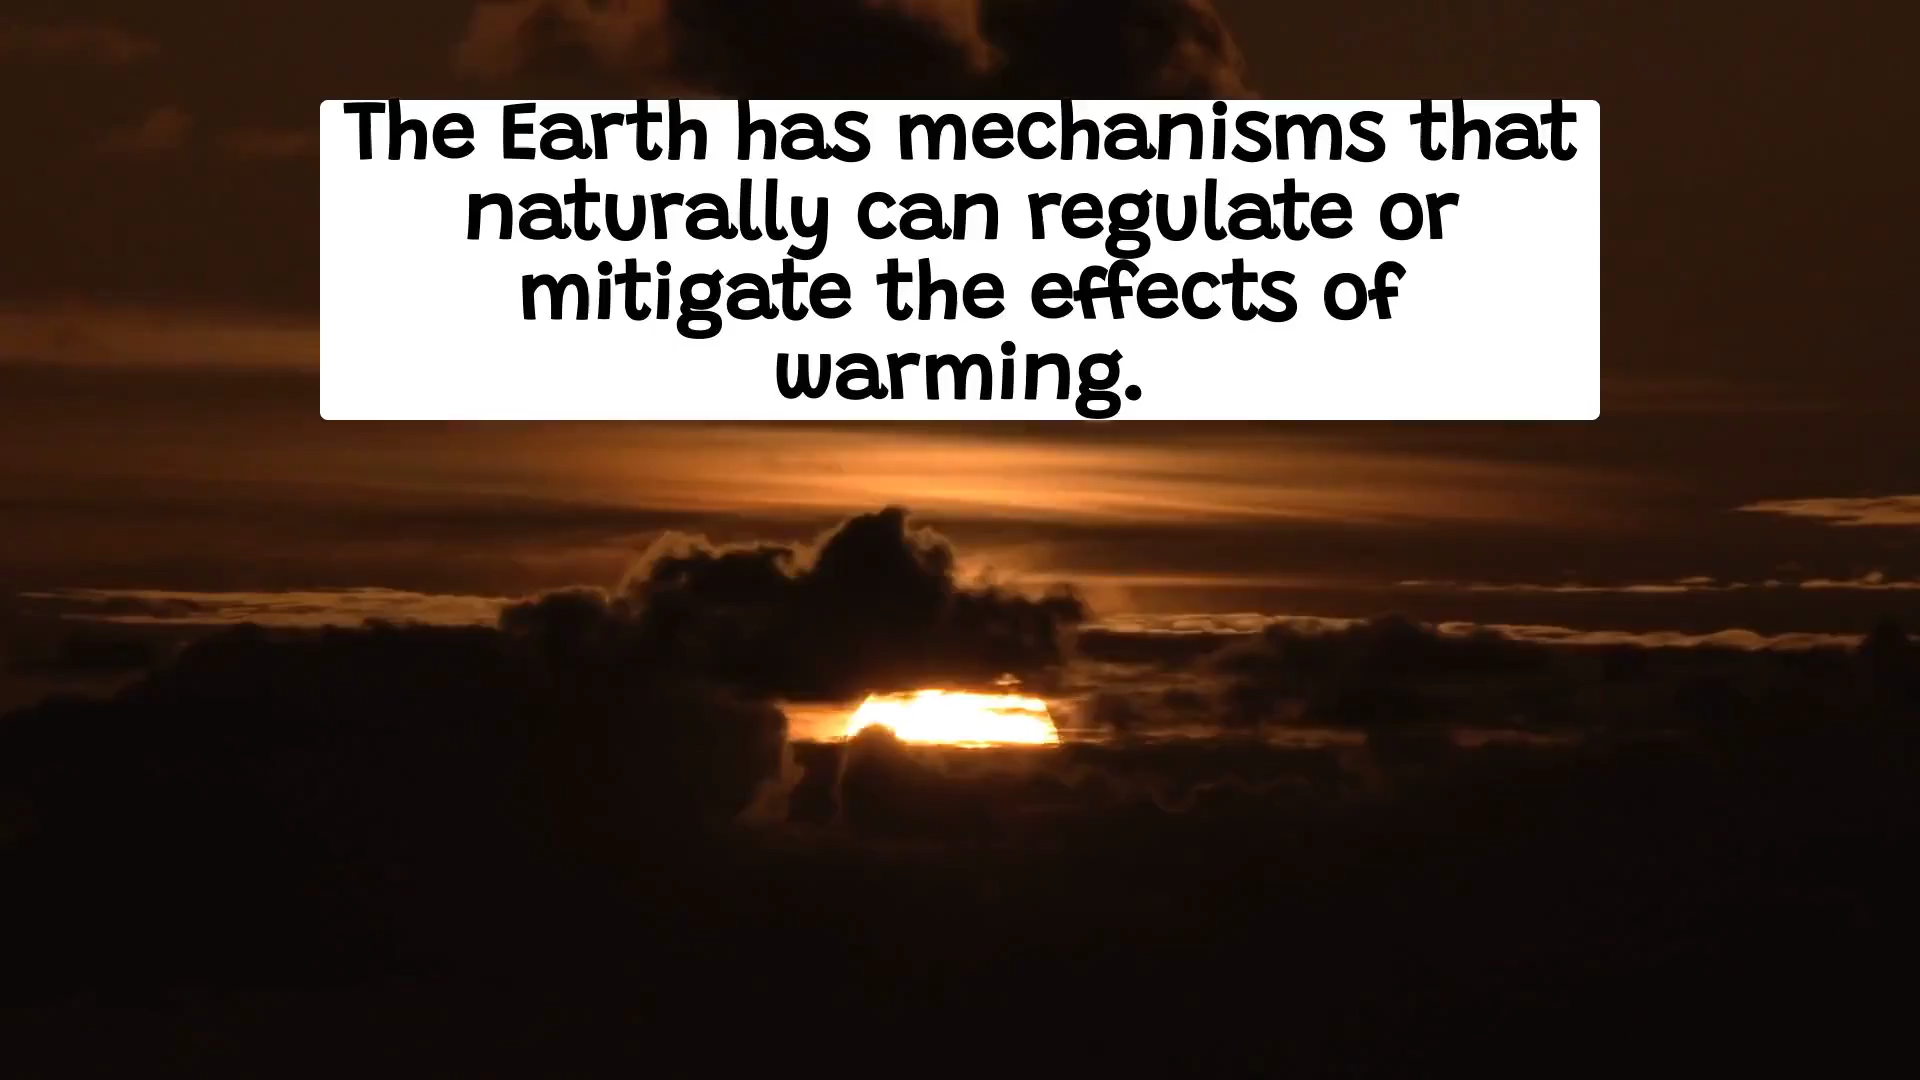 The Earth has mechanisms that
naturally can regulate or
mitigate the effects of
warming.